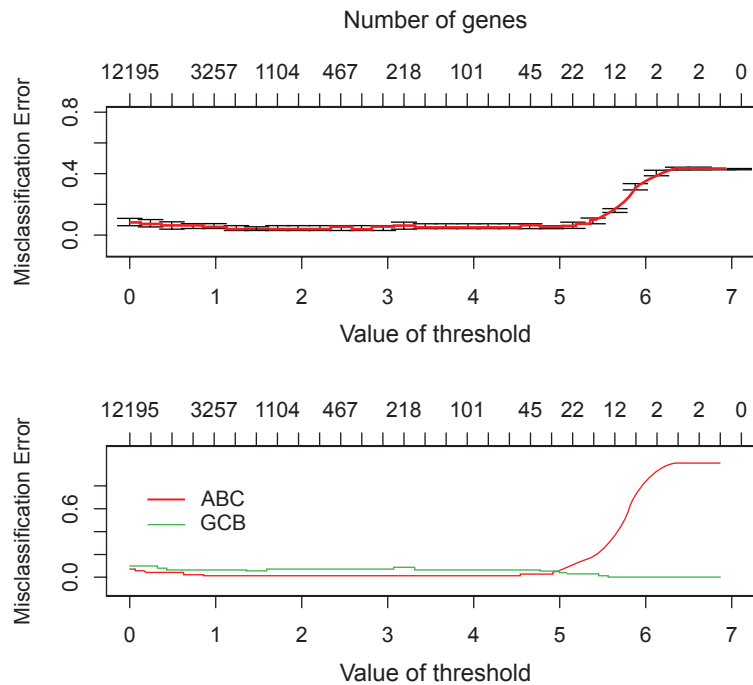 Number of genes
12195 3257 1104 467 218 101 45 22 12 2 2 0
Misclassification Error
0.8
0.4
0.0
0 1 2 3 4 5 6 7
Value of threshold
12195 3257 1104 467 218 101 45 22 12 2 2 0
Misclassification Error
0.6
0.0
ABC
GCB
0 1 2 3 4 5 6 7
Value of threshold